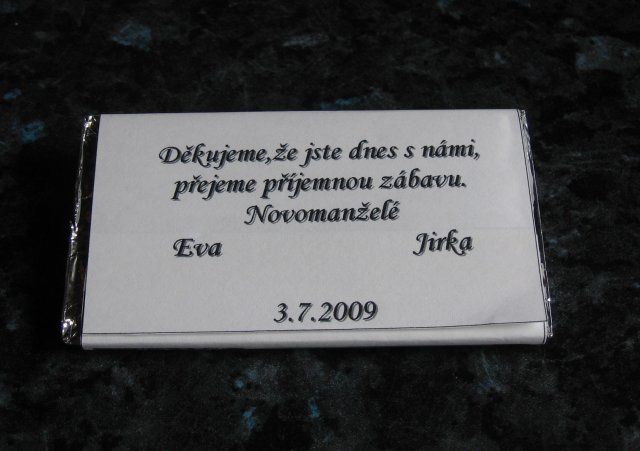 Děkujeme,že jste dnes s námi,
přejeme příjemnou zábavu.
Novomanželé
Eva Jirka
3.7.2009